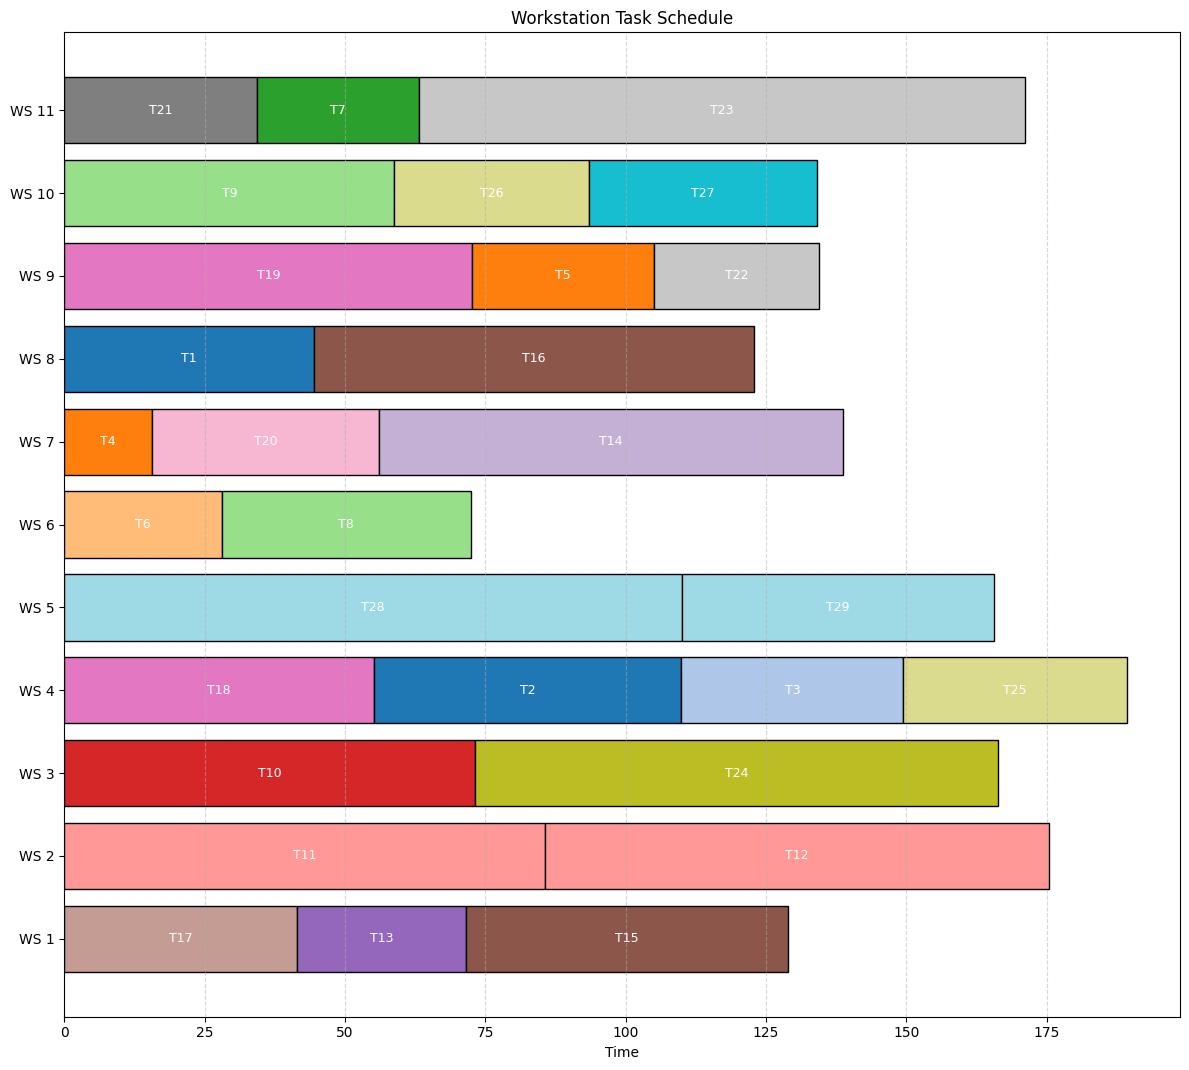 Workstation Task Schedule
WS 11 T21 T7 T23
WS 10 T9 T26 T27
WS 9 T19 T5 T22
WS 8 T1 T16
WS 7 T4 T20 T14
WS 6 T6 T8
WS 5 T28 T29
WS 4 T18 T2 T3 T25
WS 3 T10 T24
WS 2 T11 T12
WS 1 T17 T13 T15
0 25 50 75 100 125 150 175
Time